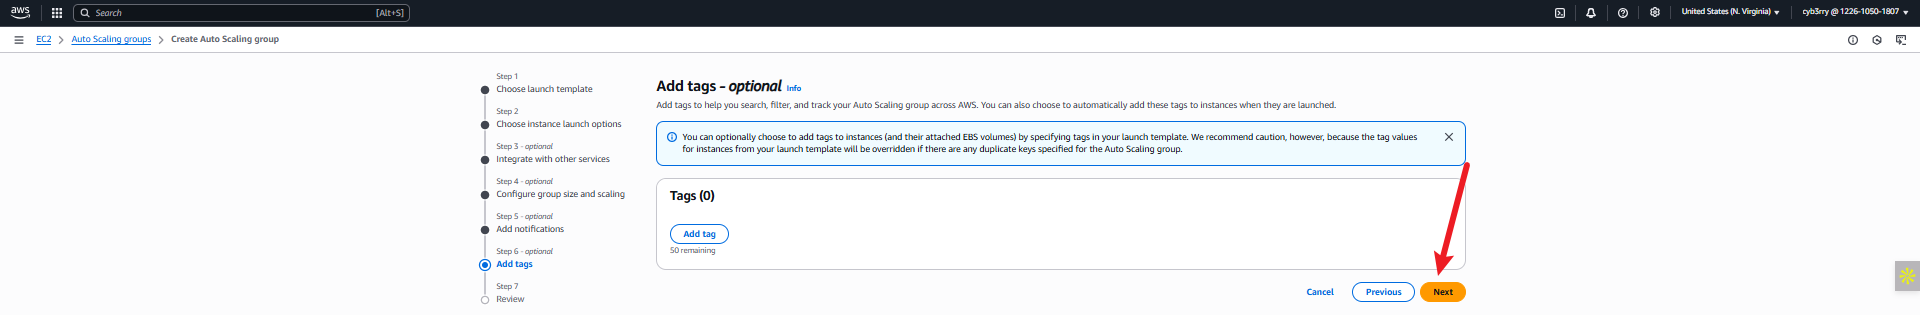 aws
Search [Alt+S] United States (N. Virginia) cyb3rry @ 1226-1050-1807
EC2 Auto Scaling groups Create Auto Scaling group
Step 1
Choose launch template
Step 2
Choose instance launch options
Step 3 - optional
Integrate with other services
Step 4 - optional
Configure group size and scaling
Step 5 - optional
Add notifications
Step 6 - optional
Add tags
Step 7
Review
Add tags - optional Info
Add tags to help you search, filter, and track your Auto Scaling group across AWS. You can also choose to automatically add these tags to instances when they are launched.
You can optionally choose to add tags to instances (and their attached EBS volumes) by specifying tags in your launch template. We recommend caution, however, because the tag values
for instances from your launch template will be overridden if there are any duplicate keys specified for the Auto Scaling group.
Tags (0)
Add tag
50 remaining
Cancel Previous Next